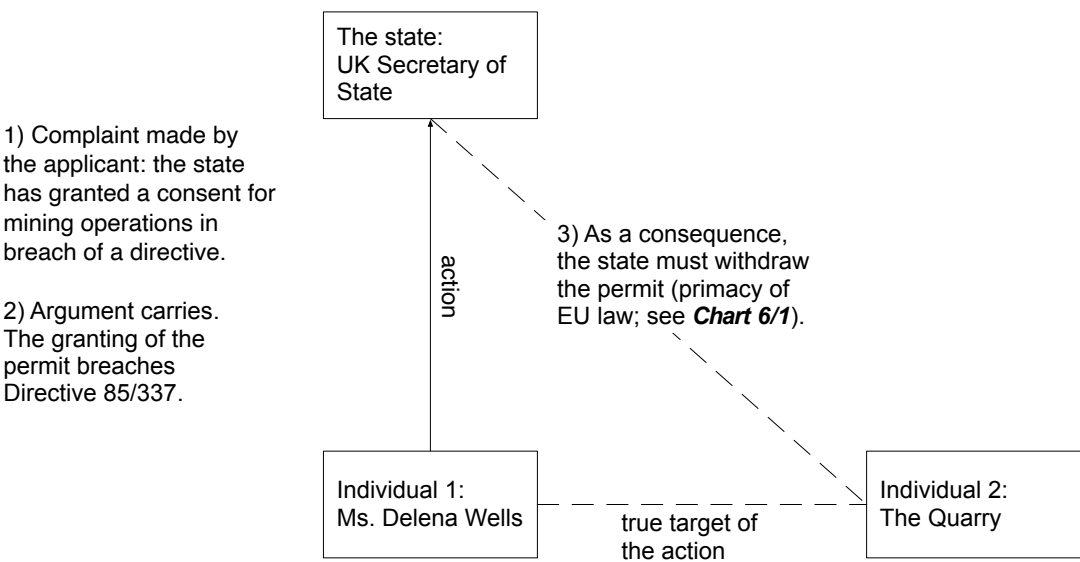 The state:
UK Secretary of
State
1) Complaint made by
the applicant: the state
has granted a consent for
mining operations in
breach of a directive.
2) Argument carries.
The granting of the
permit breaches
Directive 85/337.
action
3) As a consequence,
the state must withdraw
the permit (primacy of
EU law; see Chart 6/1).
Individual 1:
Ms. Delena Wells
true target of
the action
Individual 2:
The Quarry